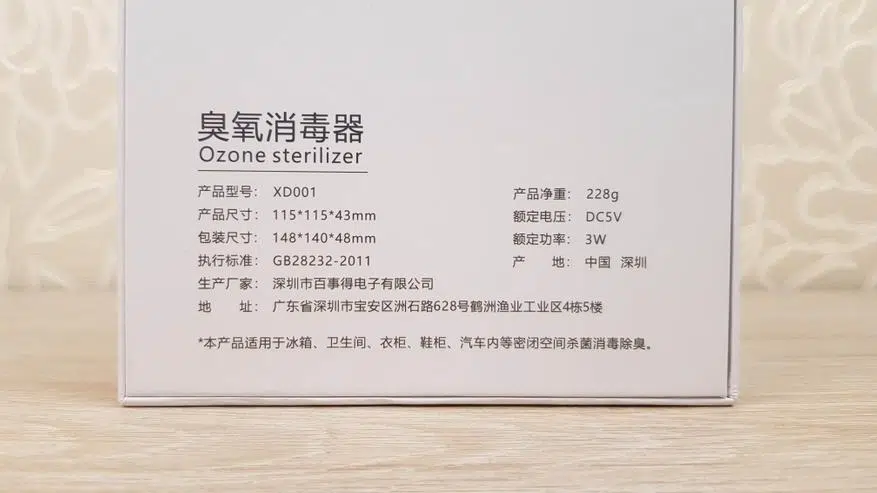 臭氧消毒器
Ozone sterilizer
产品型号: XD001 产品净重: 228g
产品尺寸: 115*115*43mm 额定电压: DC5V
包装尺寸: 148*140*48mm 额定功率: 3W
执行标准: GB28232-2011 产 地: 中国 深圳
生产厂家: 深圳市百事得电子有限公司
地 址: 广东省深圳市宝安区洲石路628号鹤洲渔业工业区4栋5楼
*本产品适用于冰箱、卫生间、衣柜、鞋柜、汽车内等密闭空间杀菌消毒除臭。